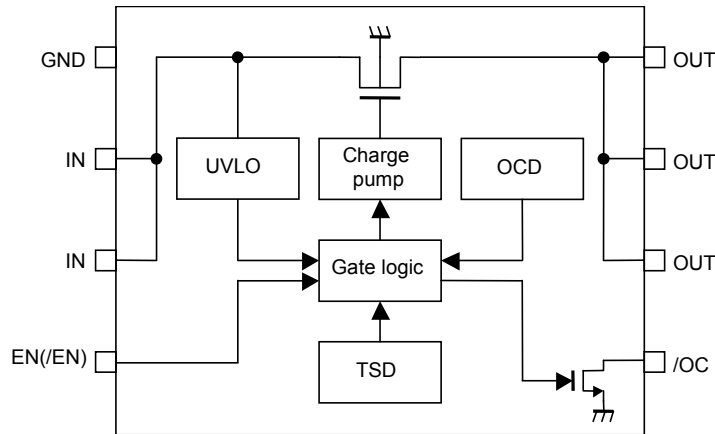 GND
OUT
IN
UVLO
Charge
pump
OCD
OUT
IN
Gate logic
OUT
EN(/EN)
TSD
/OC